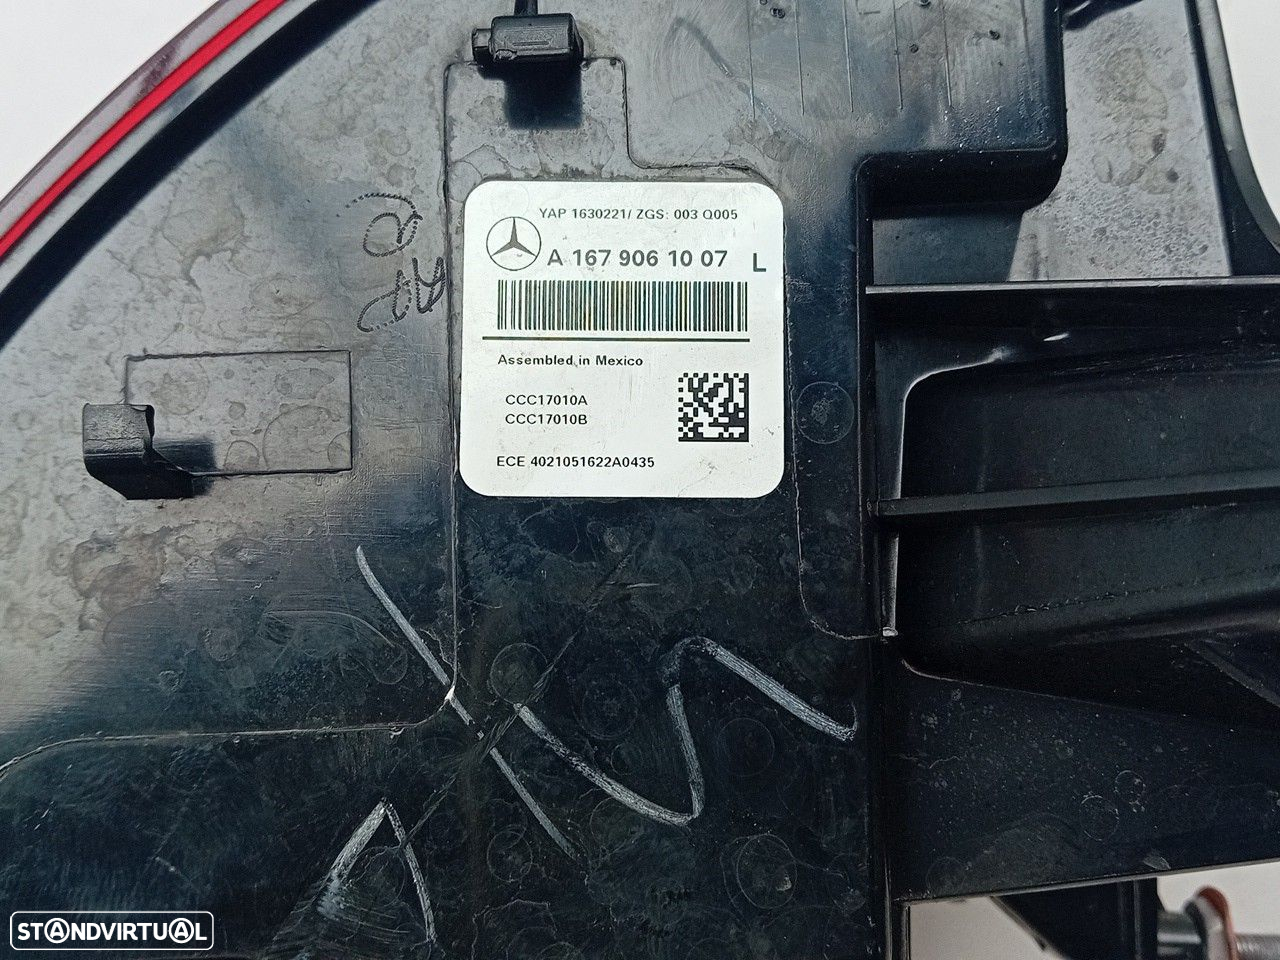 YAP 1630221/ ZGS: 003 Q005
A 167 906 10 07 L
Assembled in Mexico
CCC17010A
CCC17010B
ECE 4021051622A0435
STANDVIRTUAL